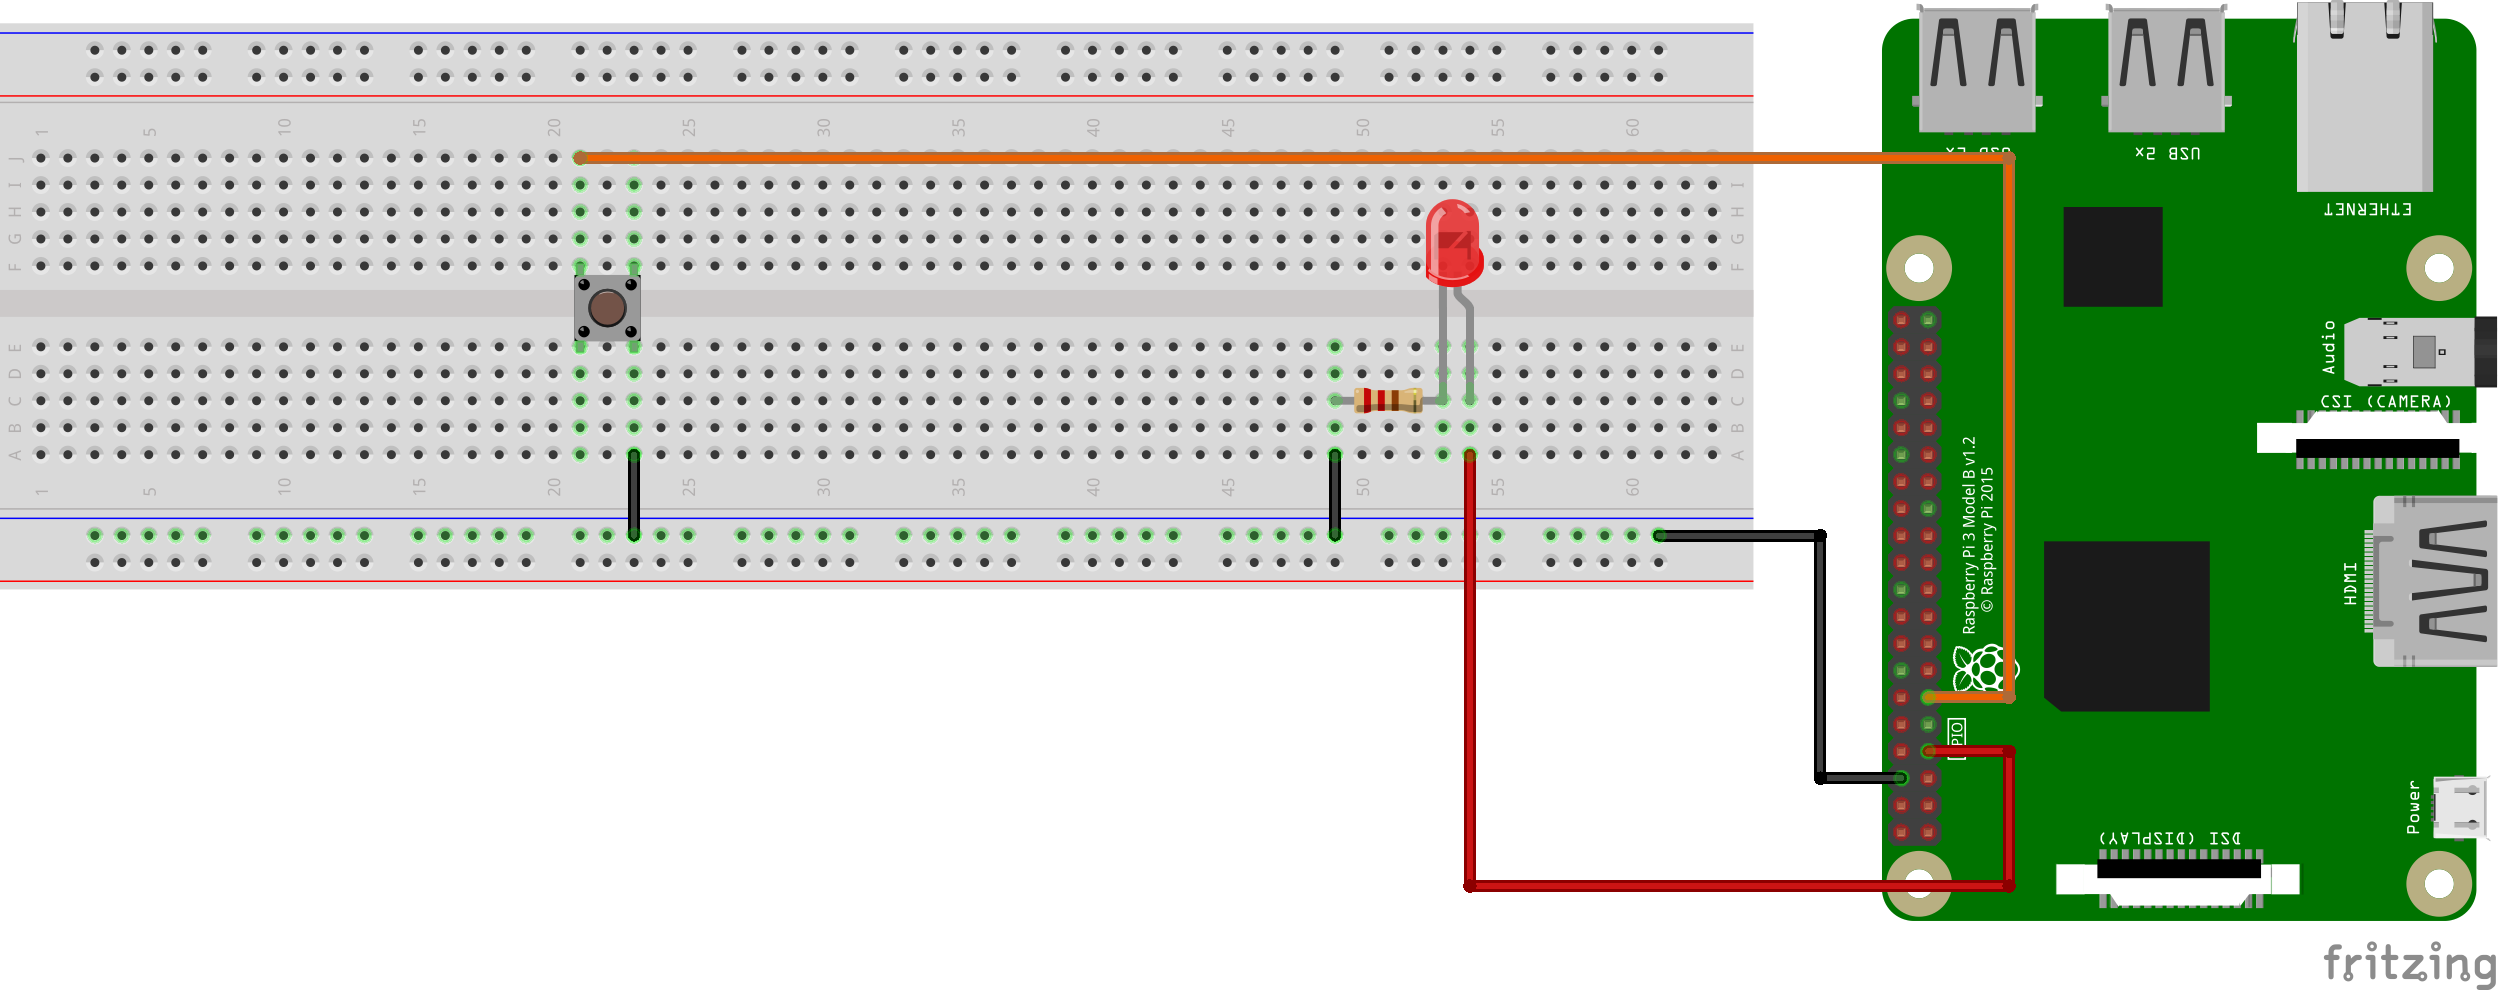 1 5 10 15 20 25 30 35 40 45 50 55 60
J
I I
H H
G G
F F
E E
D D
C C
B B
A A
1 5 10 15 20 25 30 35 40 45 50 55 60
USB 2x
USB 2x
ETHERNET
Audio
CSI (CAMERA)
Raspberry Pi 3 Model B v1.2
© Raspberry Pi 2015
HDMI
PIO
Power
DSI (DISPLAY)
fritzing